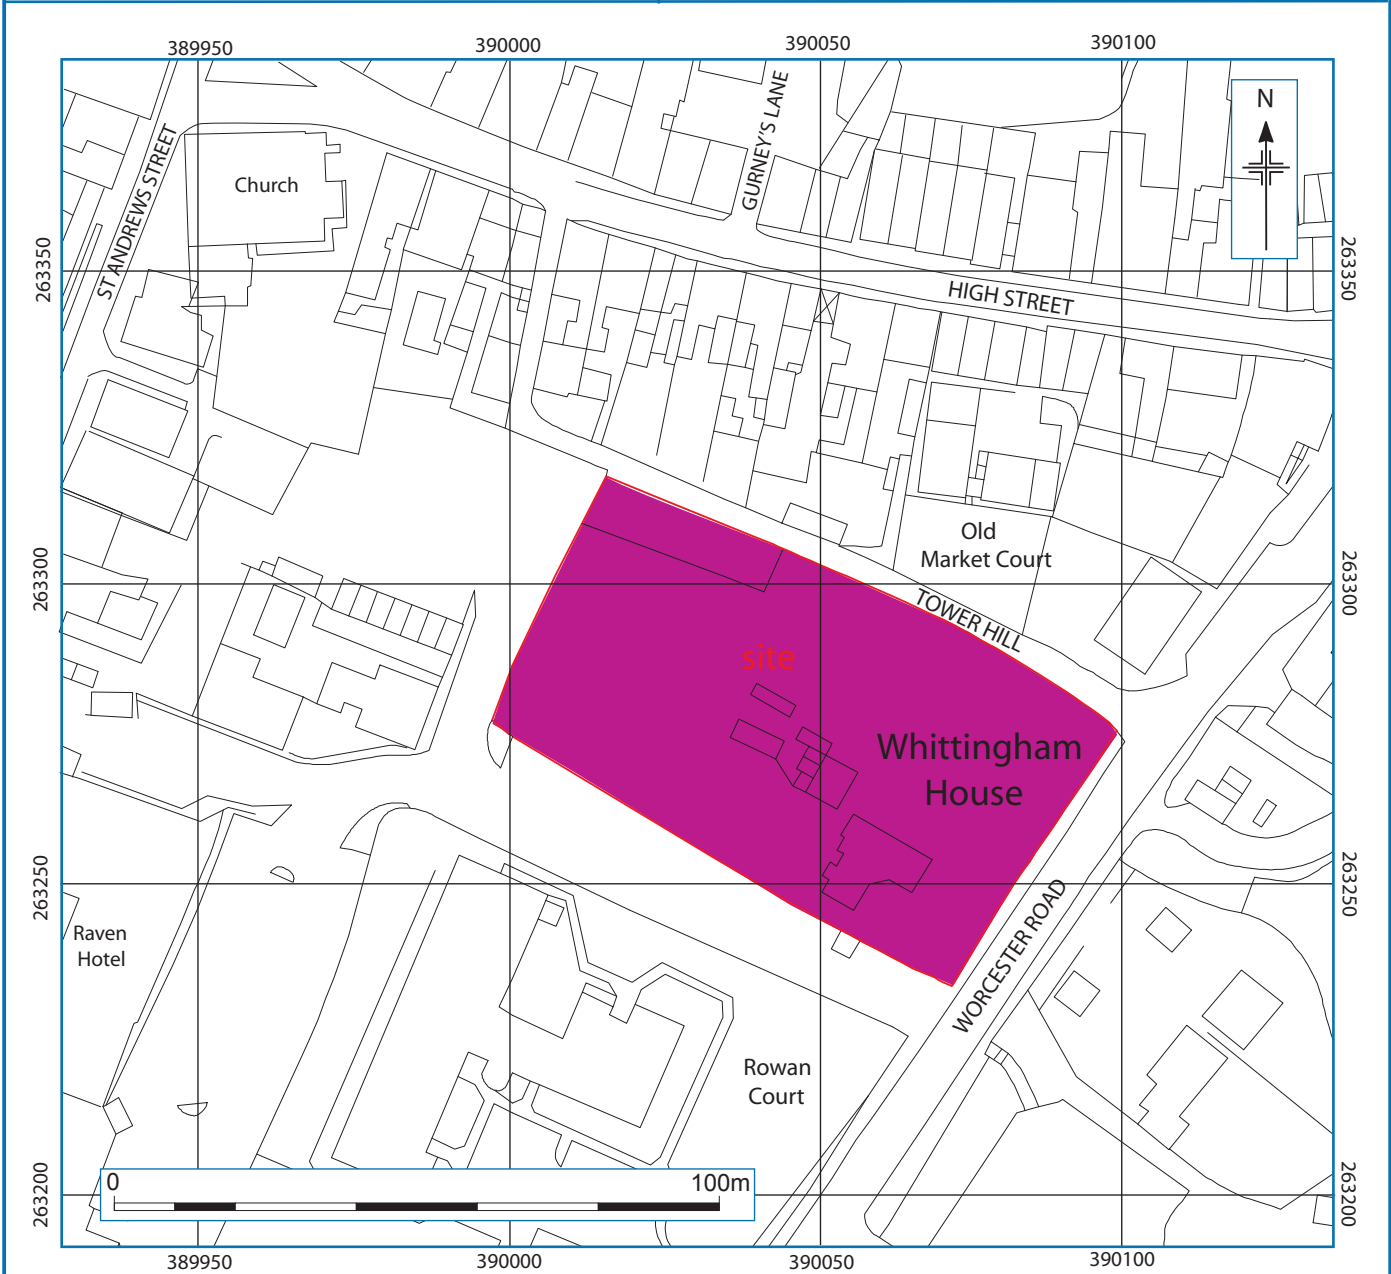 389950
390000
390050
390100
N
GURNEY'S LANE
ST ANDREWS STREET
Church
263350
263350
HIGH STREET
Old
Market Court
263300
263300
TOWER HILL
site
Whittingham
House
263250
263250
WORCESTER ROAD
Raven
Hotel
Rowan
Court
0
100m
263200
263200
389950
390000
390050
390100